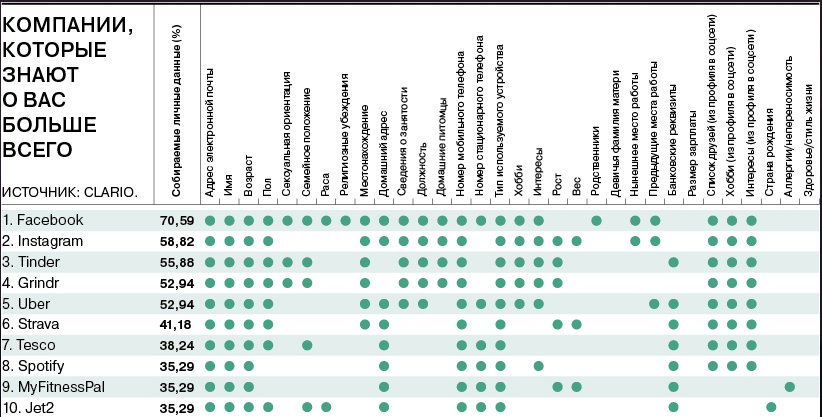 КОМПАНИИ,
КОТОРЫЕ
ЗНАЮТ
О ВАС
БОЛЬШЕ
ВСЕГО
ИСТОЧНИК: CLARIO.
Собираемые личные данные (%)
Адрес электронной почты
Имя
Возраст
Пол
Сексуальная ориентация
Семейное положение
Раса
Религиозные убеждения
Местонахождение
Домашний адрес
Сведения о занятости
Должность
Домашние питомцы
Номер мобильного телефона
Номер стационарного телефона
Тип используемого устройства
Хобби
Интересы
Рост
Вес
Родственники
Девичья фамилия матери
Нынешнее место работы
Предыдущие места работы
Банковские реквизиты
Размер зарплаты
Список друзей (из профиля в соцсети)
Хобби (из профиля в соцсети)
Интересы (из профиля в соцсети)
Страна рождения
Аллергии/непереносимость
Здоровье/стиль жизни
1. Facebook 70,59
2. Instagram 58,82
3. Tinder 55,88
4. Grindr 52,94
5. Uber 52,94
6. Strava 41,18
7. Tesco 38,24
8. Spotify 35,29
9. MyFitnessPal 35,29
10. Jet2 35,29